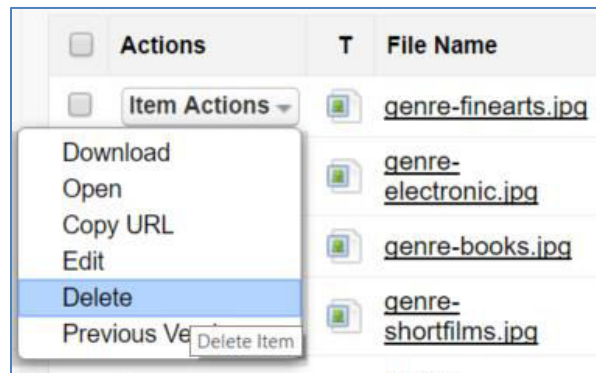 Actions T File Name
Item Actions genre-finearts.jpg
Download
Open
Copy URL
Edit
Delete
Previous Ve
Delete Item
genre-
electronic.jpg
genre-books.jpg
genre-
shortfilms.jpg